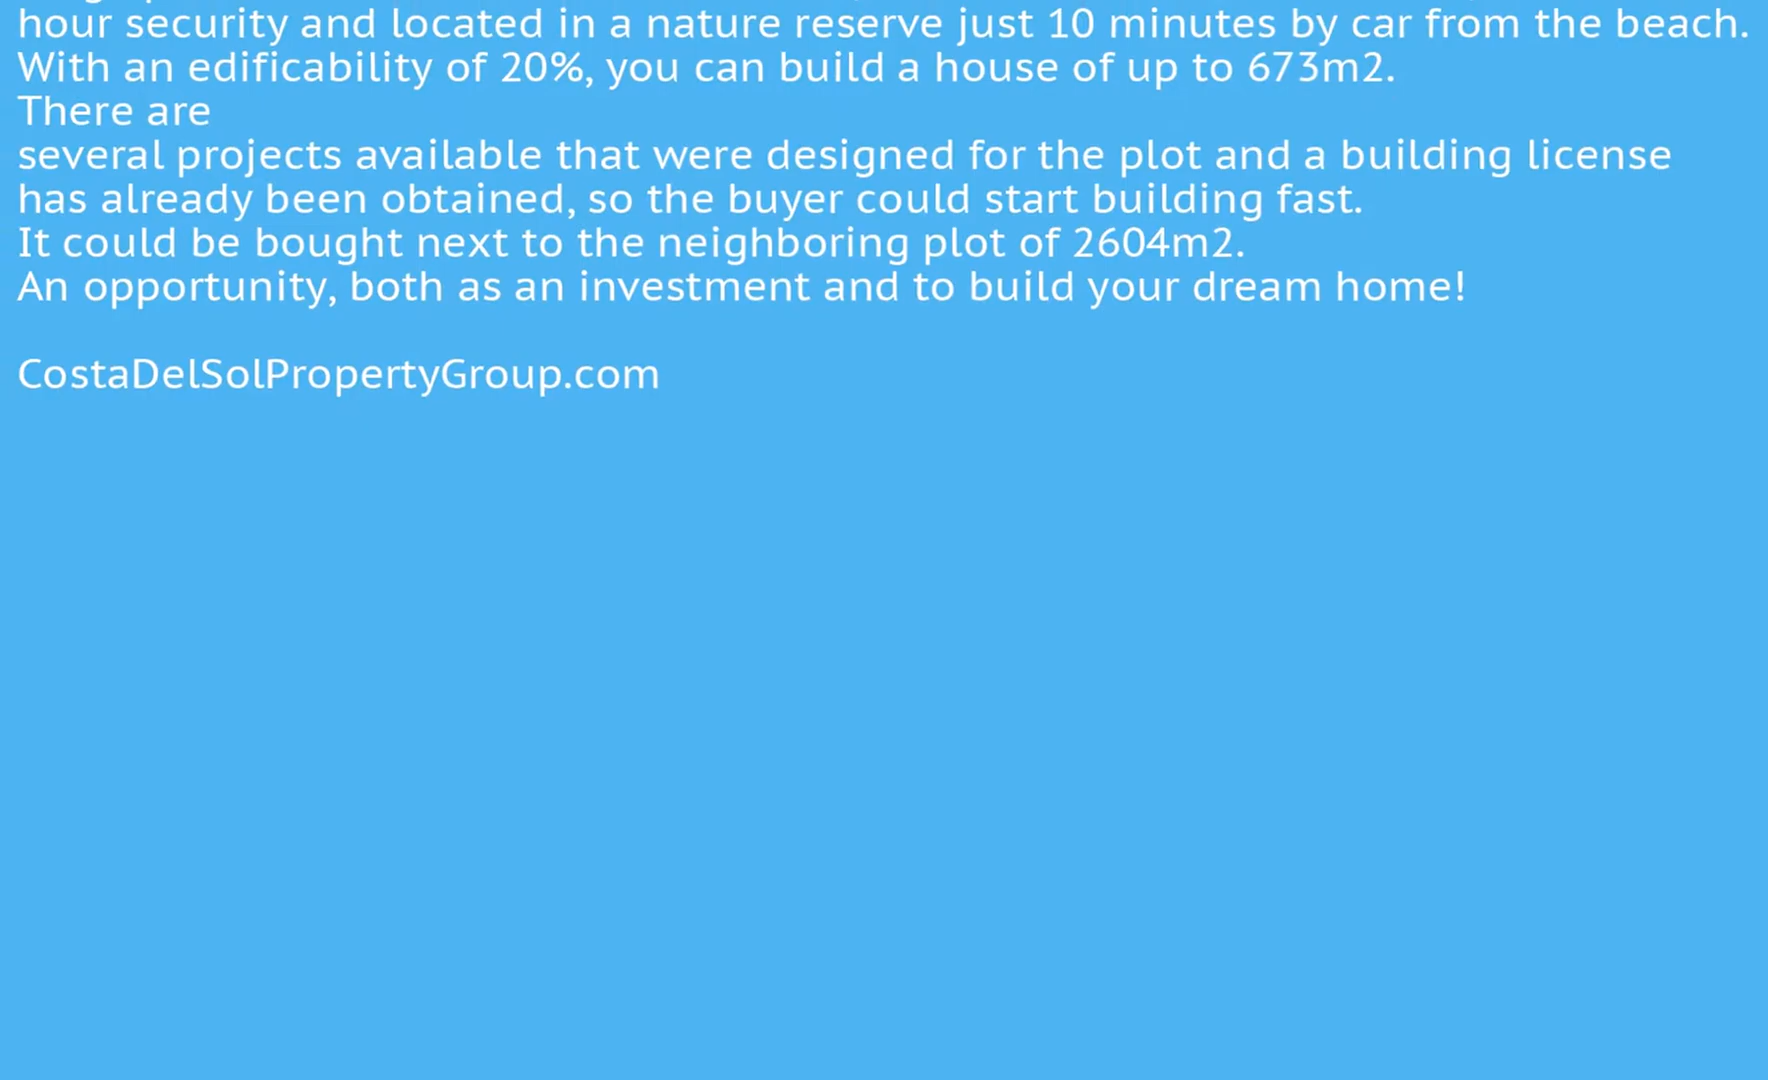 hour security and located in a nature reserve just 10 minutes by car from the beach.
With an edificability of 20%, you can build a house of up to 673m2.
There are
several projects available that were designed for the plot and a building license
has already been obtained, so the buyer could start building fast.
It could be bought next to the neighboring plot of 2604m2.
An opportunity, both as an investment and to build your dream home!
CostaDelSolPropertyGroup.com